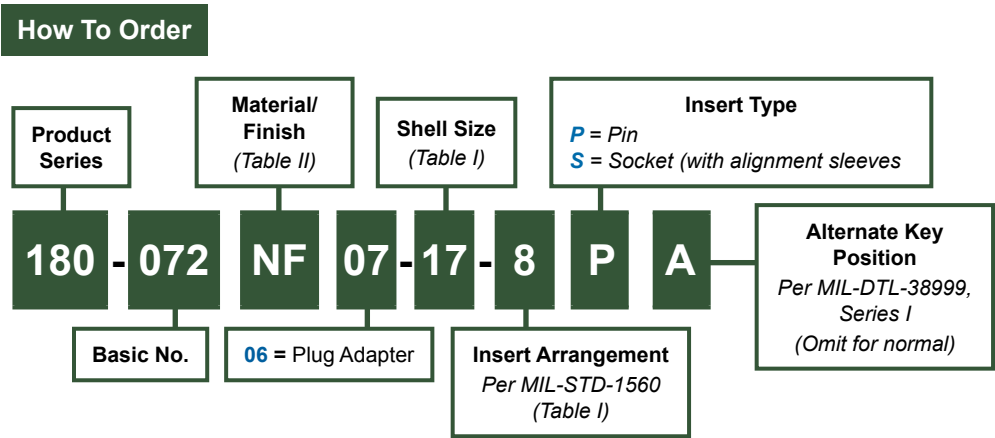 How To Order
Product
Series
Material/
Finish
(Table II)
Shell Size
(Table I)
Insert Type
P = Pin
S = Socket (with alignment sleeves
180 - 072 NF 07 - 17 - 8 P A
Basic No.
06 = Plug Adapter
Insert Arrangement
Per MIL-STD-1560
(Table I)
Alternate Key
Position
Per MIL-DTL-38999,
Series I
(Omit for normal)